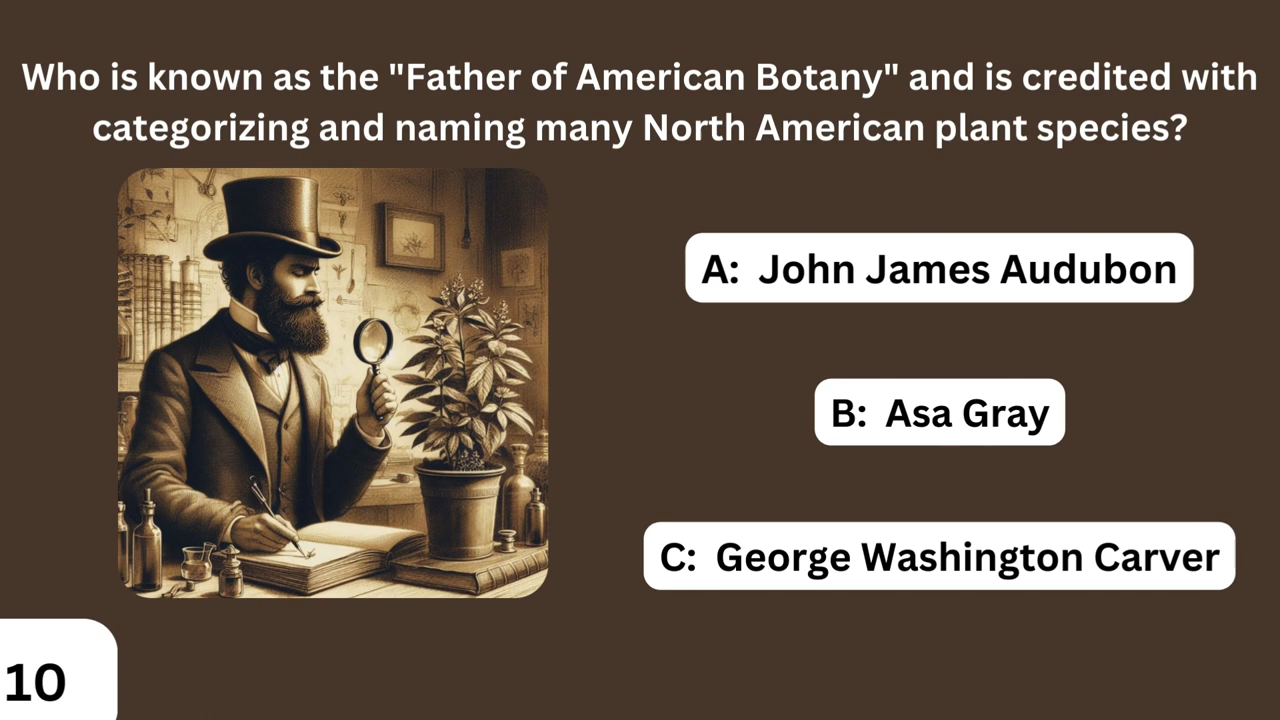 Who is known as the "Father of American Botany" and is credited with
categorizing and naming many North American plant species?
A: John James Audubon
B: Asa Gray
C: George Washington Carver
10